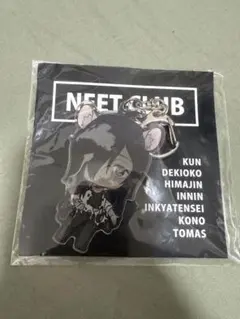 NEET CLUB
KUN
DEKIOKO
HIMAJIN
INNIN
INKYATENSEI
KONO
TOMAS